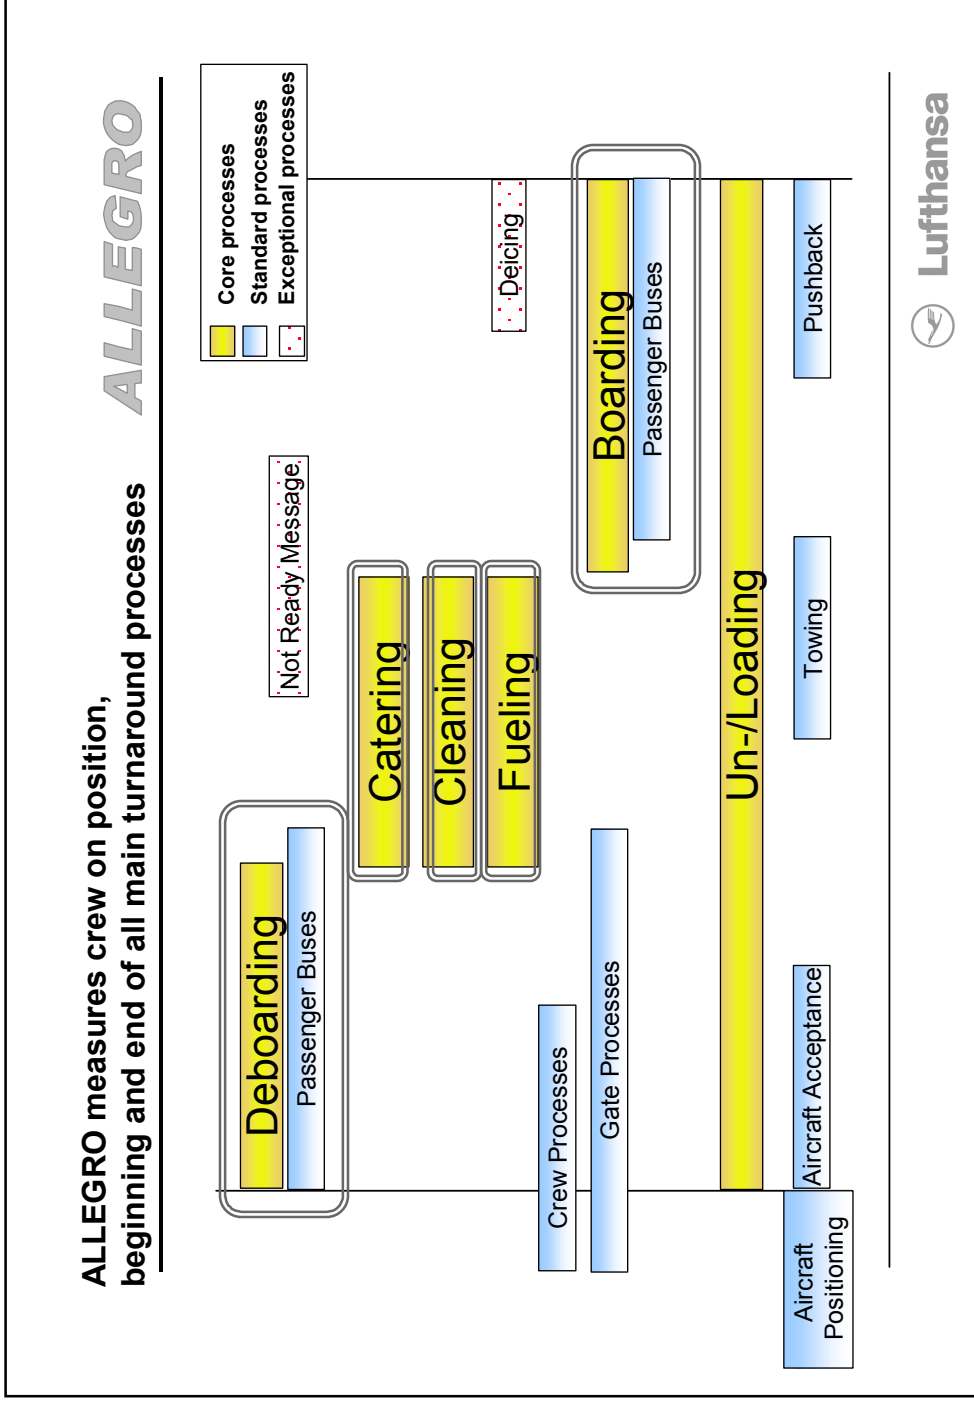 ALLEGRO measures crew on position,
beginning and end of all main turnaround processes
ALLEGRO
Core processes
Standard processes
Exceptional processes
Deboarding
Passenger Buses
Not Ready Message
Catering
Cleaning
Fueling
Deicing
Crew Processes
Gate Processes
Boarding
Passenger Buses
Un-/Loading
Aircraft
Positioning
Aircraft Acceptance
Towing
Pushback
Lufthansa